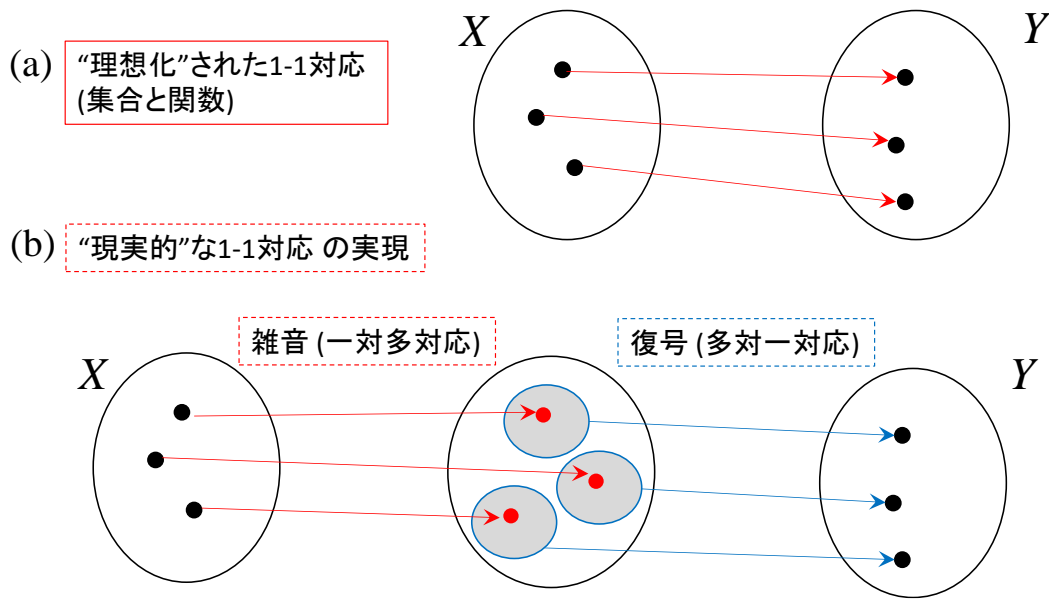 X
Y
(a)
“理想化”された1-1対応
(集合と関数)
(b)
“現実的”な1-1対応 の実現
雑音 (一対多対応)
復号 (多対一対応)
X
Y